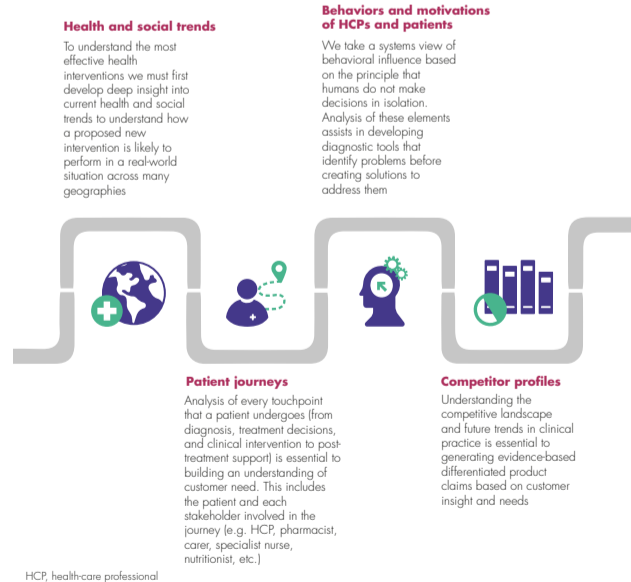 Health and social trends
To understand the most
effective health
interventions we must first
develop deep insight into
current health and social
trends to understand how
a proposed new
intervention is likely to
perform in a real-world
situation across many
geographies
Behaviors and motivations
of HCPs and patients
We take a systems view of
behavioral influence based
on the principle that
humans do not make
decisions in isolation.
Analysis of these elements
assists in developing
diagnostic tools that
identify problems before
creating solutions to
address them
Patient journeys
Analysis of every touchpoint
that a patient undergoes (from
diagnosis, treatment decisions,
and clinical intervention to post-
treatment support) is essential to
building an understanding of
customer need. This includes
the patient and each
stakeholder involved in the
journey (e.g. HCP, pharmacist,
carer, specialist nurse,
nutritionist, etc.)
Competitor profiles
Understanding the
competitive landscape
and future trends in clinical
practice is essential to
generating evidence-based
differentiated product
claims based on customer
insight and needs
HCP, health-care professional